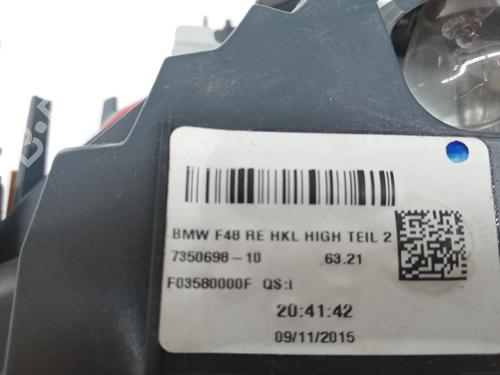 BMW F48 RE HKL HIGH TEIL 2
7350698-10 63.21
F03580000F QS:i
20:41:42
09/11/2015